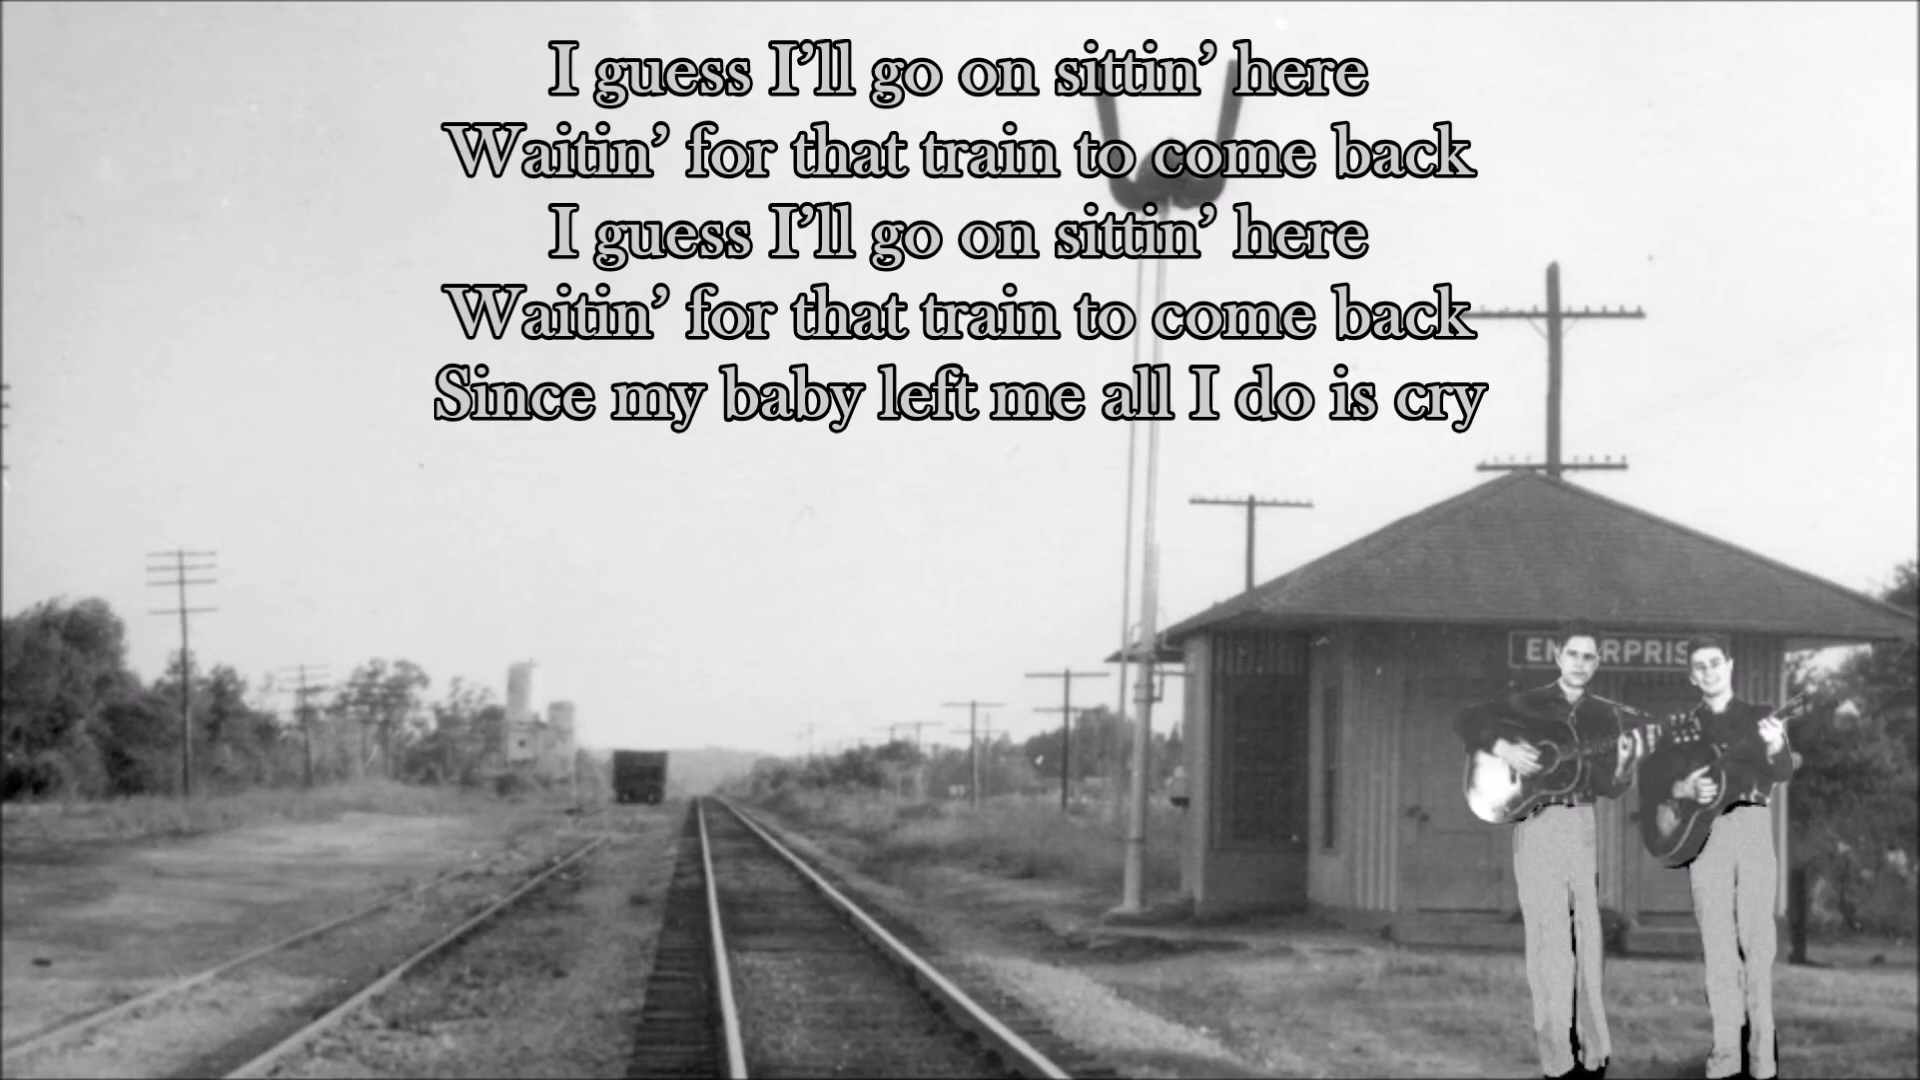 I guess I’ll go on sittin’ here
Waitin’ for that train to come back
I guess I’ll go on sittin’ here
Waitin’ for that train to come back
Since my baby left me all I do is cry